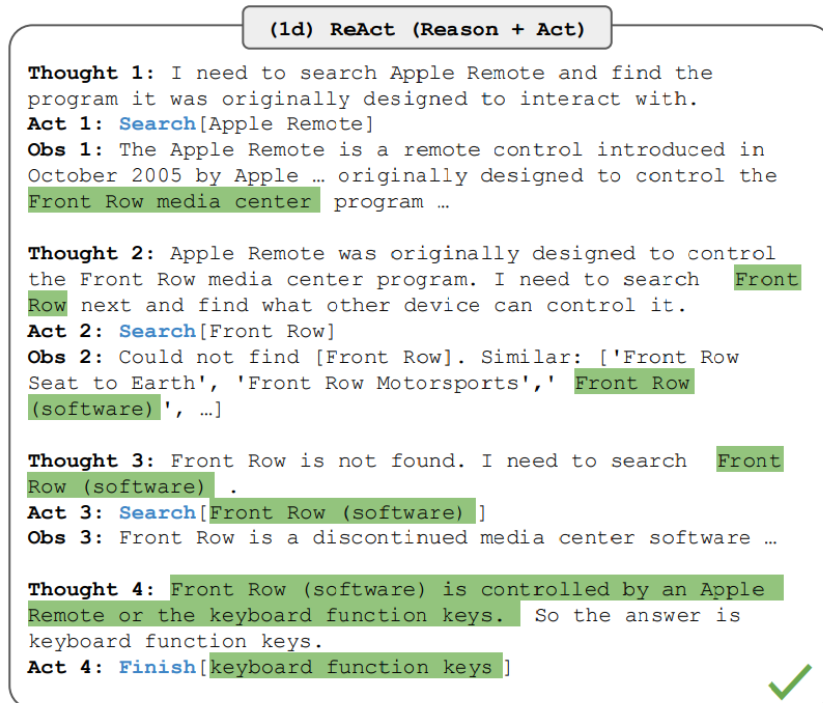 (1d) ReAct (Reason + Act)
Thought 1: I need to search Apple Remote and find the
program it was originally designed to interact with.
Act 1: Search[Apple Remote]
Obs 1: The Apple Remote is a remote control introduced in
October 2005 by Apple … originally designed to control the
Front Row media center program …
Thought 2: Apple Remote was originally designed to control
the Front Row media center program. I need to search Front
Row next and find what other device can control it.
Act 2: Search[Front Row]
Obs 2: Could not find [Front Row]. Similar: ['Front Row
Seat to Earth', 'Front Row Motorsports',' Front Row
(software)', …]
Thought 3: Front Row is not found. I need to search Front
Row (software) .
Act 3: Search[Front Row (software) ]
Obs 3: Front Row is a discontinued media center software …
Thought 4: Front Row (software) is controlled by an Apple
Remote or the keyboard function keys. So the answer is
keyboard function keys.
Act 4: Finish[keyboard function keys ]